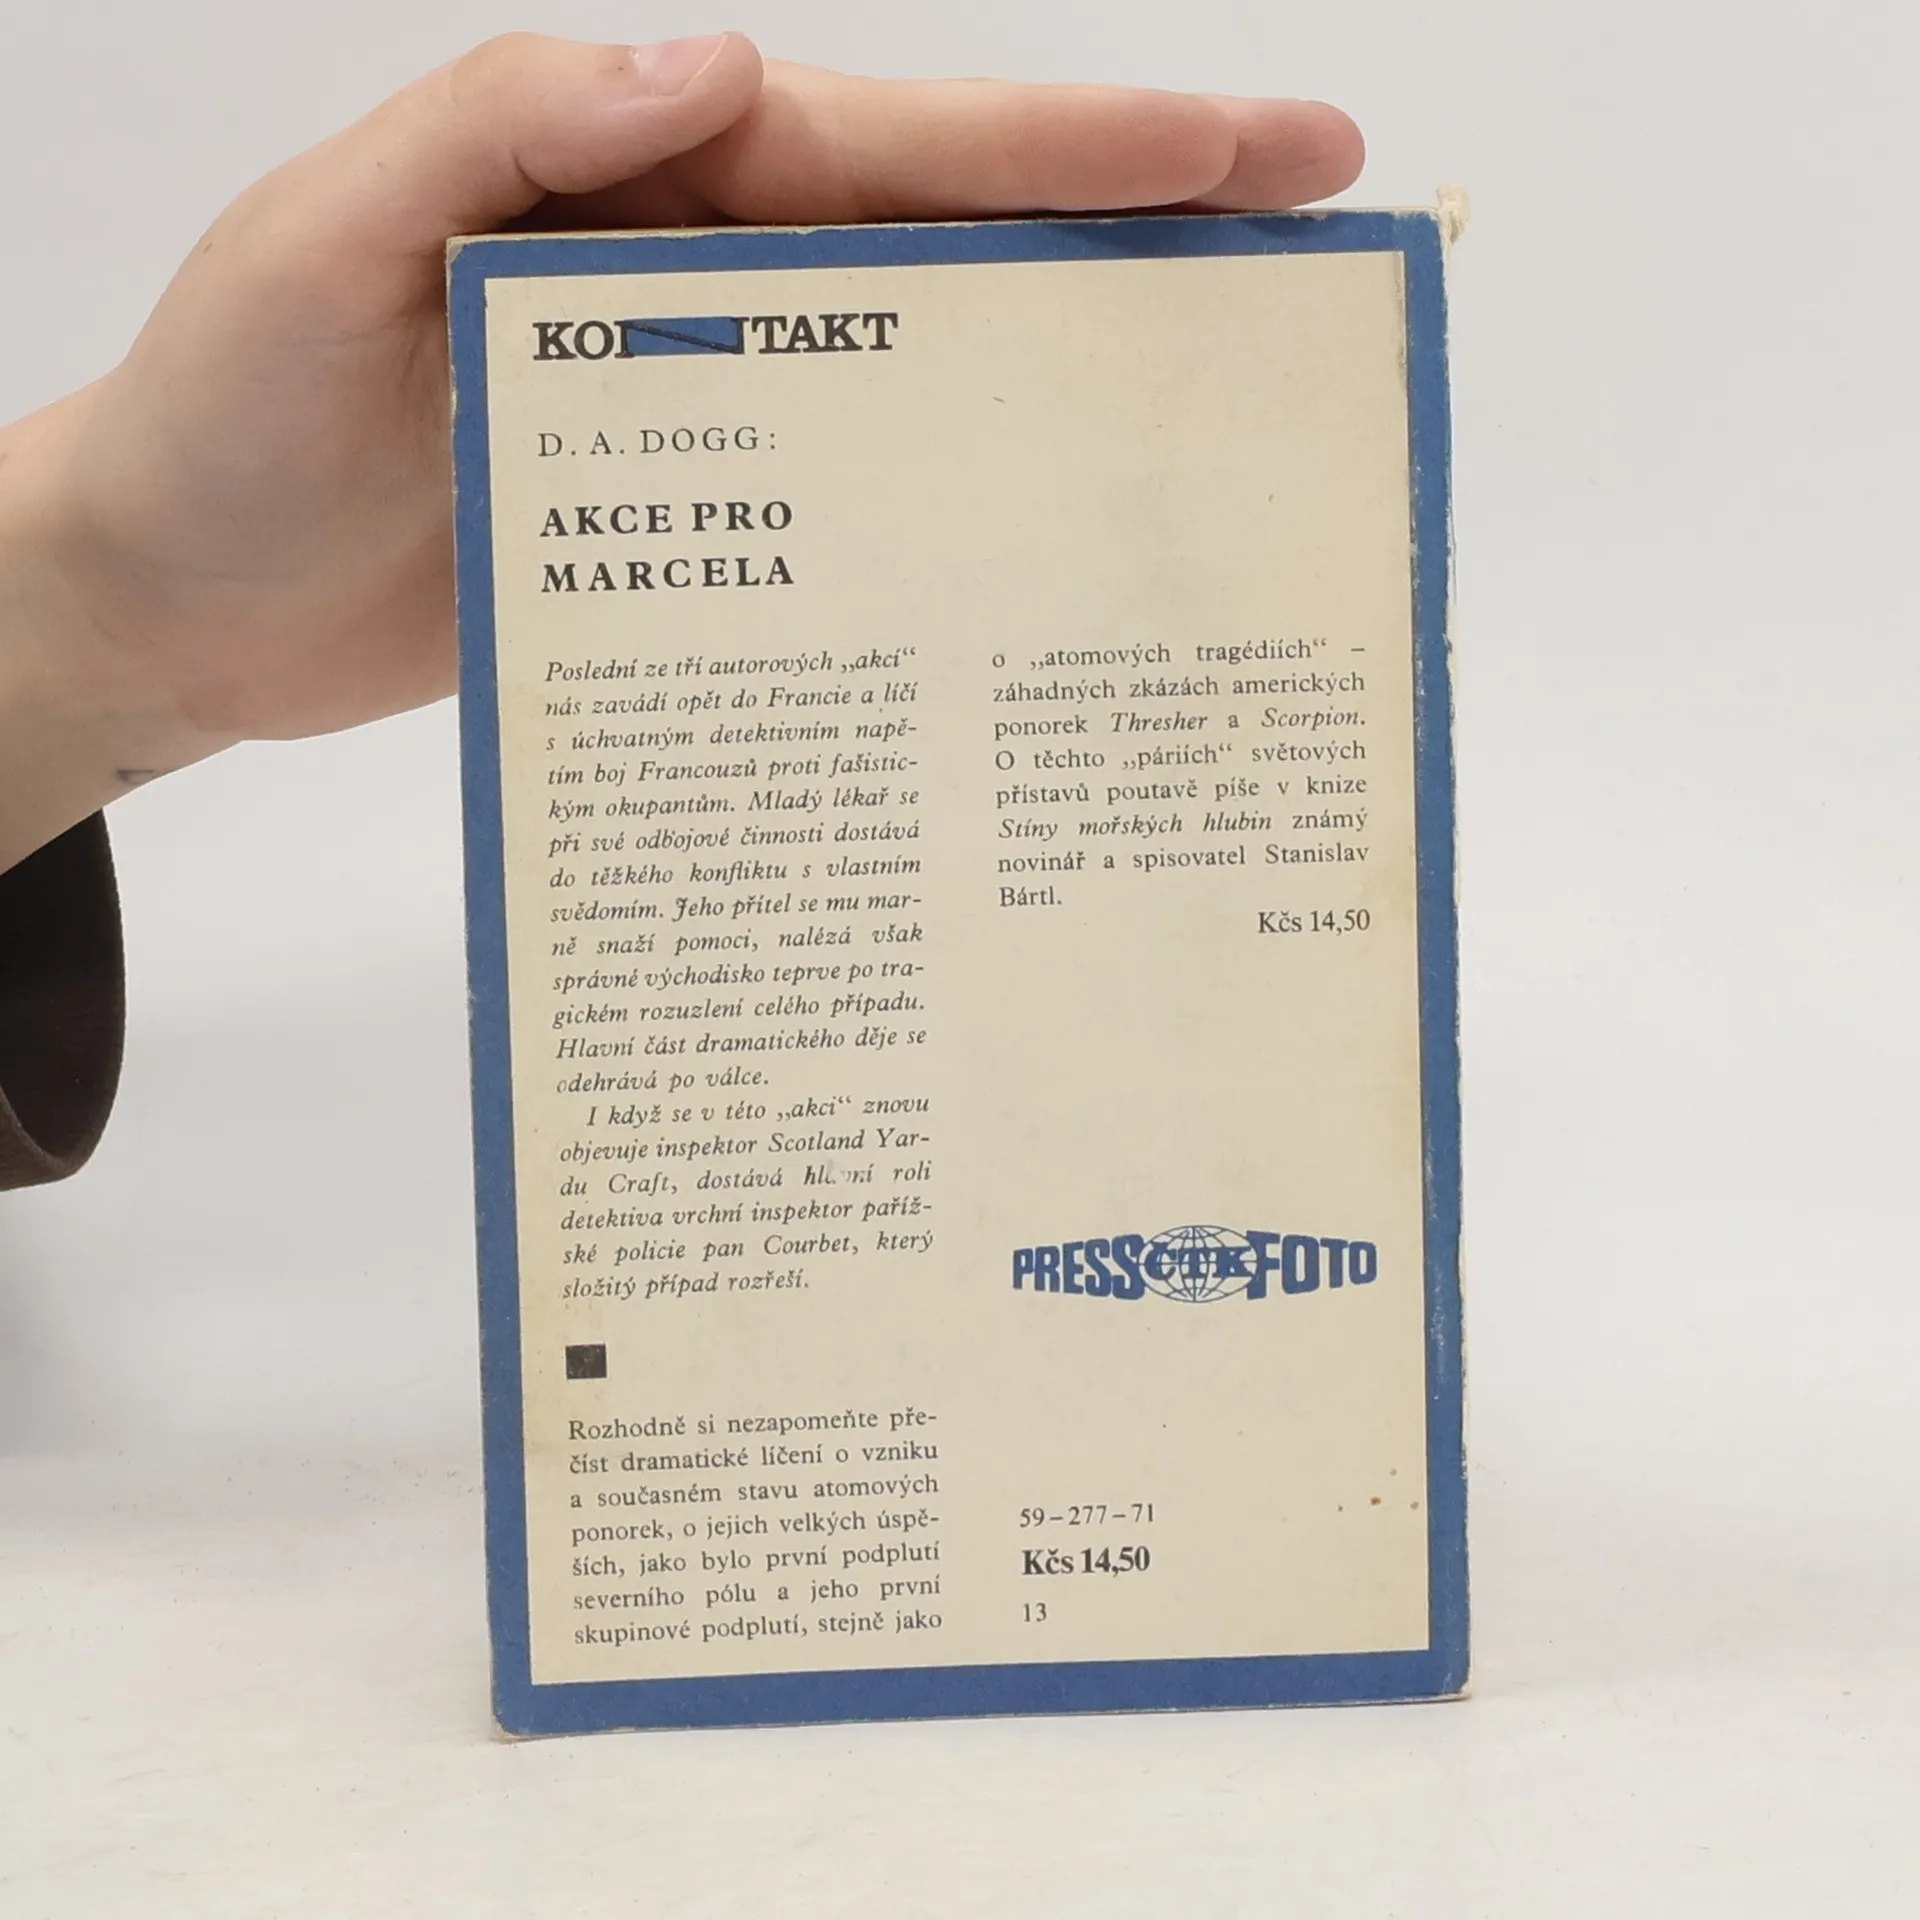 KONTAKT
D. A. DOGG:
AKCE PRO
MARCELA
Poslední ze tří autorových „akcí“
nás zavádí opět do Francie a líčí
s úchvatným detektivním napě-
tím boj Francouzů proti fašistic-
kým okupantům. Mladý lékař se
při své odbojové činnosti dostává
do těžkého konfliktu s vlastním
svědomím. Jeho přítel se mu mar-
ně snaží pomoci, nalézá však
správné východisko teprve po tra-
gickém rozuzlení celého případu.
Hlavní část dramatického děje se
odehrává po válce.
I když se v této „akci“ znovu
objevuje inspektor Scotland Yar-
du Craft, dostává hlavní roli
detektiva vrchní inspektor paříž-
ské policie pan Courbet, který
složitý případ rozřeší.
Rozhodně si nezapomeňte pře-
číst dramatické líčení o vzniku
a současném stavu atomových
ponorek, o jejich velkých úspě-
ších, jako bylo první podplutí
severního pólu a jeho první
skupinové podplutí, stejně jako
o „atomových tragédiích“ –
záhadných zkázách amerických
ponorek Thresher a Scorpion.
O těchto „páriích“ světových
přístavů poutavě píše v knize
Stíny mořských hlubin známý
novinář a spisovatel Stanislav
Bártl.
Kčs 14,50
PRESS ČTK FOTO
59–277–71
Kčs 14,50
13